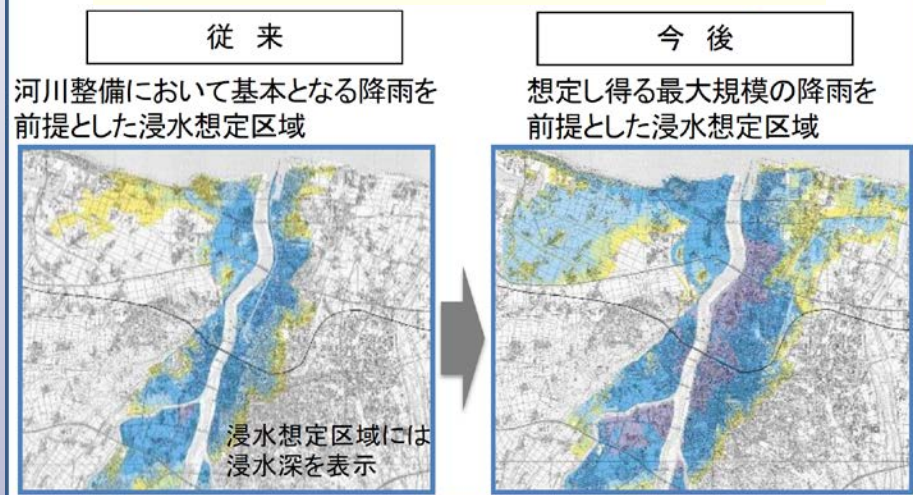 従来
今後
河川整備において基本となる降雨を
前提とした浸水想定区域
想定し得る最大規模の降雨を
前提とした浸水想定区域
浸水想定区域には
浸水深を表示